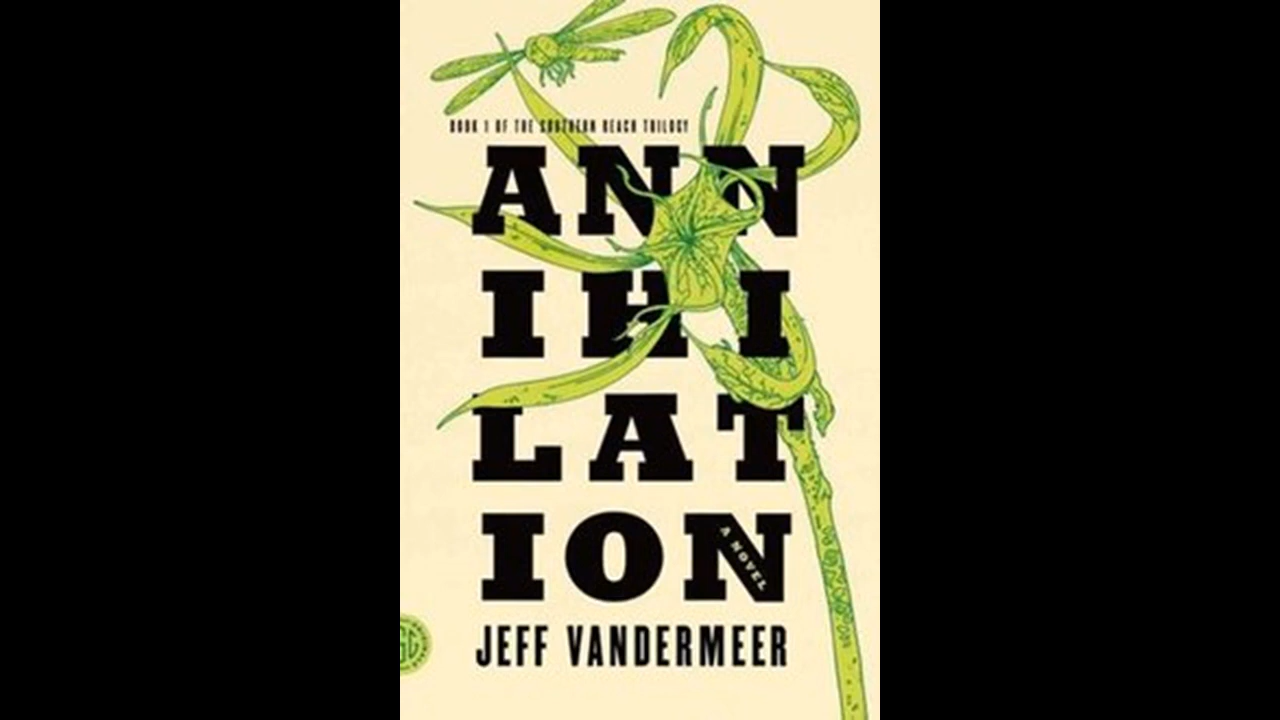 BOOK 1 OF THE SOUTHERN REACH TRILOGY
ANN
IHI
LAT
ION
A NOVEL
JEFF VANDERMEER